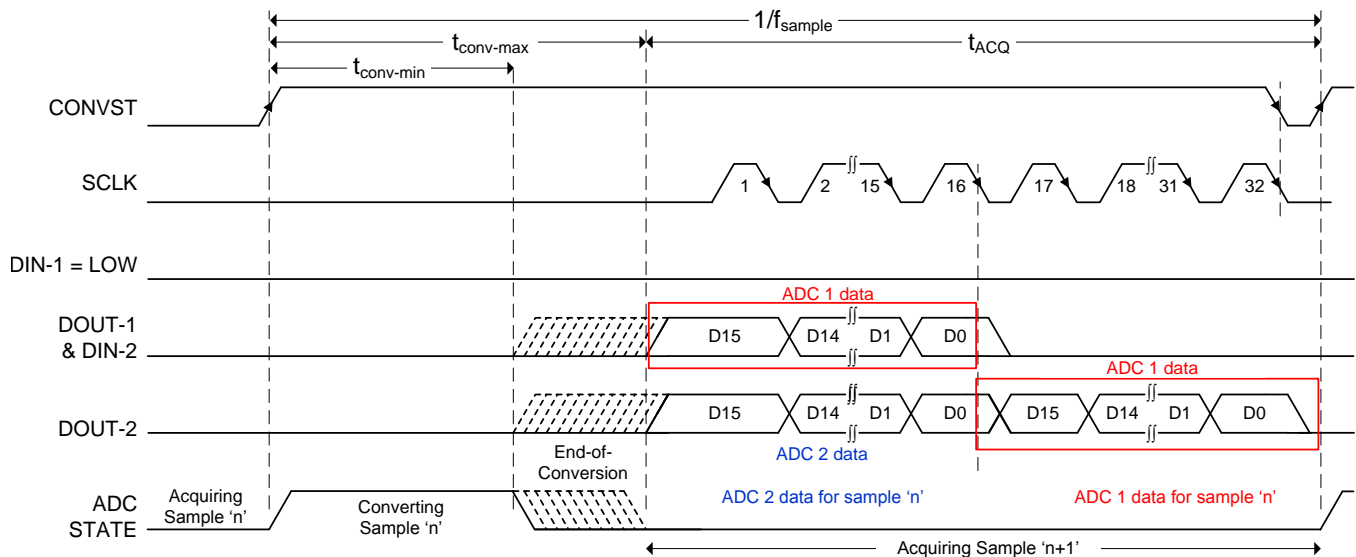 1/fsample
tconv-max
tACQ
tconv-min
CONVST
SCLK
1 2 15 16 17 18 31 32
DIN-1 = LOW
ADC 1 data
DOUT-1
& DIN-2
D15 D14 D1 D0
ADC 1 data
DOUT-2
D15 D14 D1 D0 D15 D14 D1 D0
End-of-
Conversion
ADC 2 data
ADC
STATE
Acquiring
Sample ‘n’
Converting
Sample ‘n’
ADC 2 data for sample ‘n’
ADC 1 data for sample ‘n’
Acquiring Sample ‘n+1’